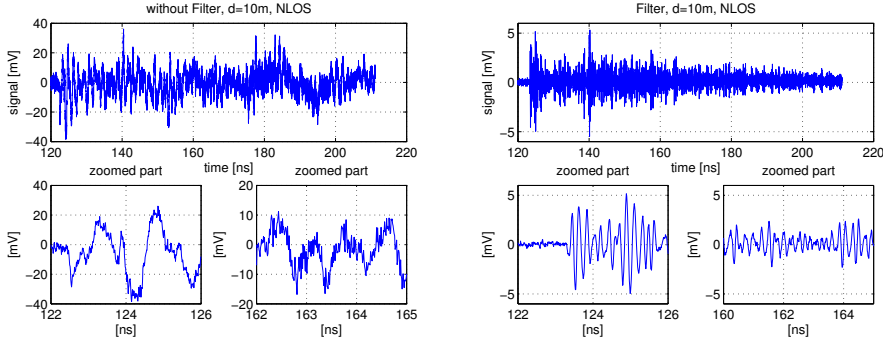 without Filter, d=10m, NLOS
signal [mV]
40
20
0
−20
−40
120
140
160
180
200
220
time [ns]
zoomed part
[mV]
40
20
0
−20
−40
122
124
126
[ns]
zoomed part
20
10
0
−10
−20
162
163
164
165
[ns]
Filter, d=10m, NLOS
signal [mV]
5
0
−5
120
140
160
180
200
220
time [ns]
zoomed part
[mV]
5
0
−5
122
124
126
[ns]
zoomed part
[mV]
5
0
−5
160
162
164
[ns]